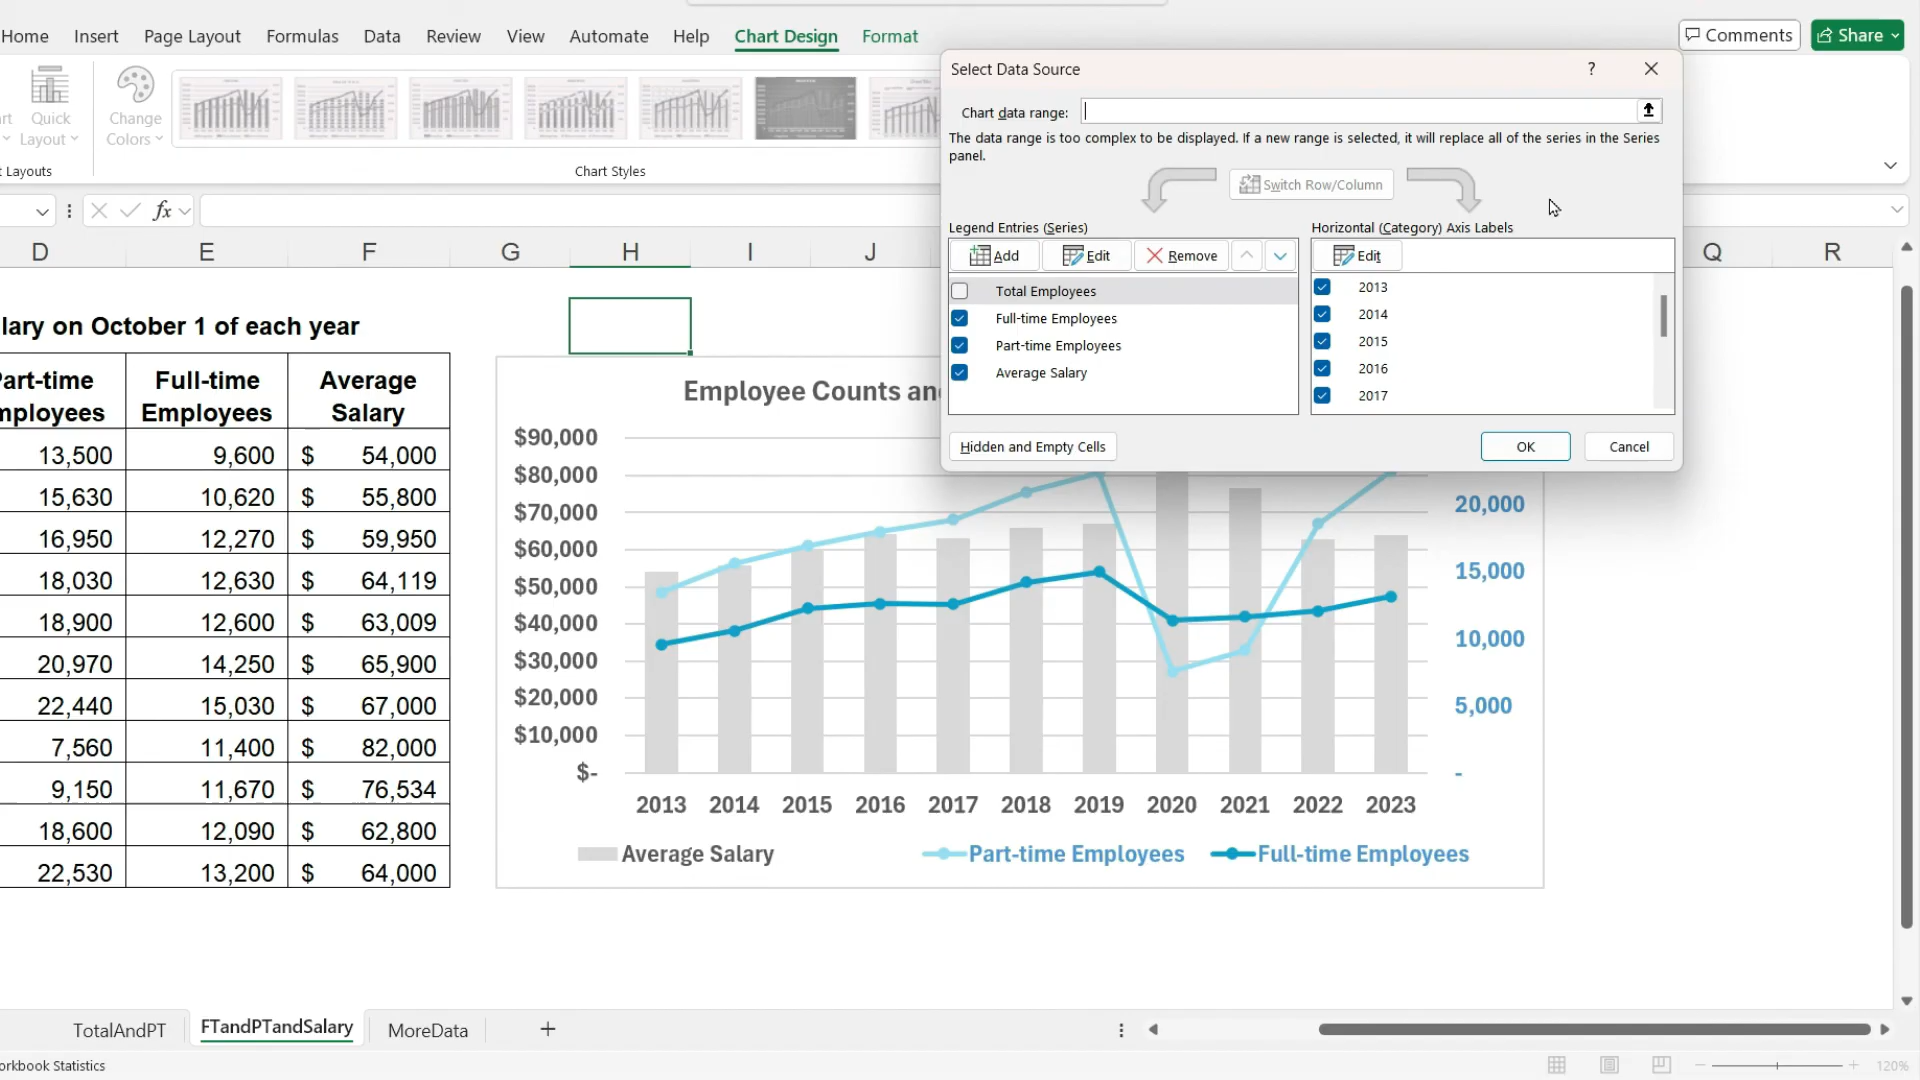 Home Insert Page Layout Formulas Data Review View Automate Help Chart Design Format Comments Share
Select Data Source ?
Quick Layout
Change Colors
Layouts
Chart Styles
Chart data range:
The data range is too complex to be displayed. If a new range is selected, it will replace all of the series in the Series
panel.
Switch Row/Column
Legend Entries (Series) Horizontal (Category) Axis Labels
Add Edit Remove Edit
Total Employees 2013
Full-time Employees 2014
Part-time Employees 2015
Average Salary 2016
2017
Hidden and Empty Cells OK Cancel
fx
D E F G H I J Q R
lary on October 1 of each year
Part-time Full-time Average
mployees Employees Salary
13,500 9,600 $ 54,000
15,630 10,620 $ 55,800
16,950 12,270 $ 59,950
18,030 12,630 $ 64,119
18,900 12,600 $ 63,009
20,970 14,250 $ 65,900
22,440 15,030 $ 67,000
7,560 11,400 $ 82,000
9,150 11,670 $ 76,534
18,600 12,090 $ 62,800
22,530 13,200 $ 64,000
Employee Counts an
$90,000
$80,000
$70,000
$60,000
$50,000
$40,000
$30,000
$20,000
$10,000
$-
20,000
15,000
10,000
5,000
-
2013 2014 2015 2016 2017 2018 2019 2020 2021 2022 2023
Average Salary Part-time Employees Full-time Employees
TotalAndPT FTandPTandSalary MoreData +
orkbook Statistics 120%